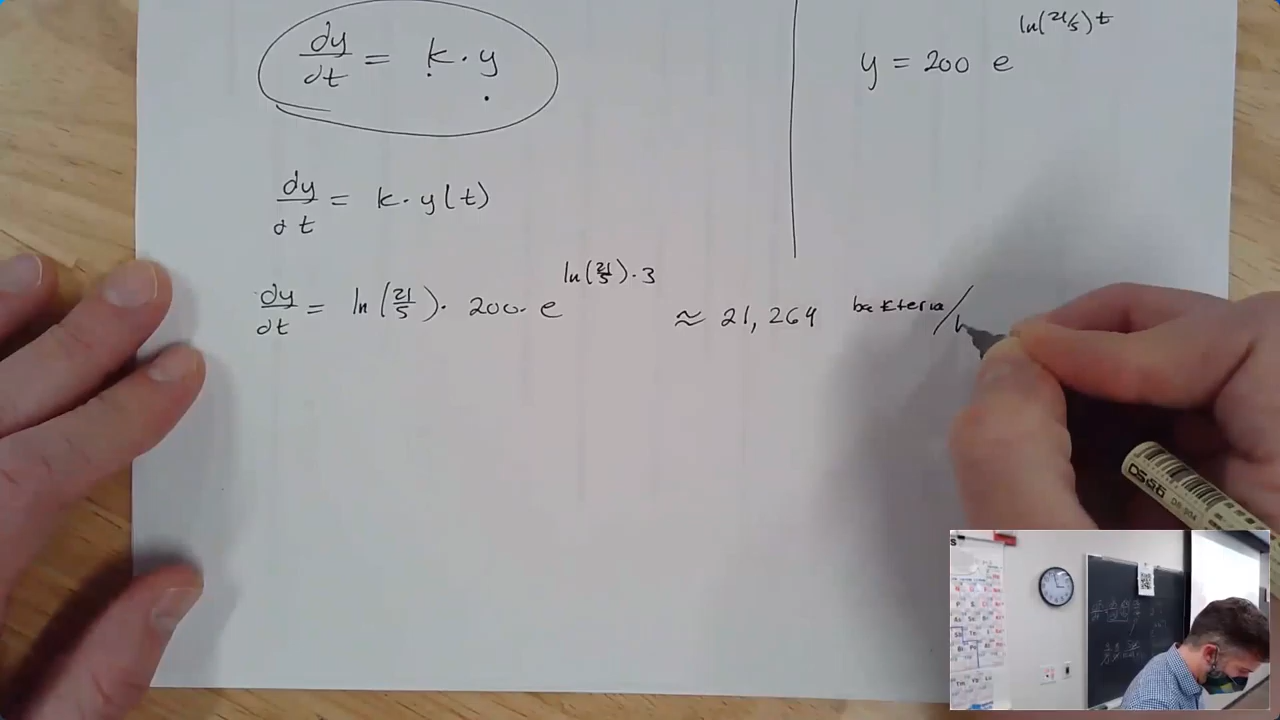 dy/dt = k · y
y = 200 e^ln(21/5)t
dy/dt = k · y(t)
dy/dt = ln(21/5) · 200 · e^ln(21/5)·3 ≈ 21,264 bakteria/h